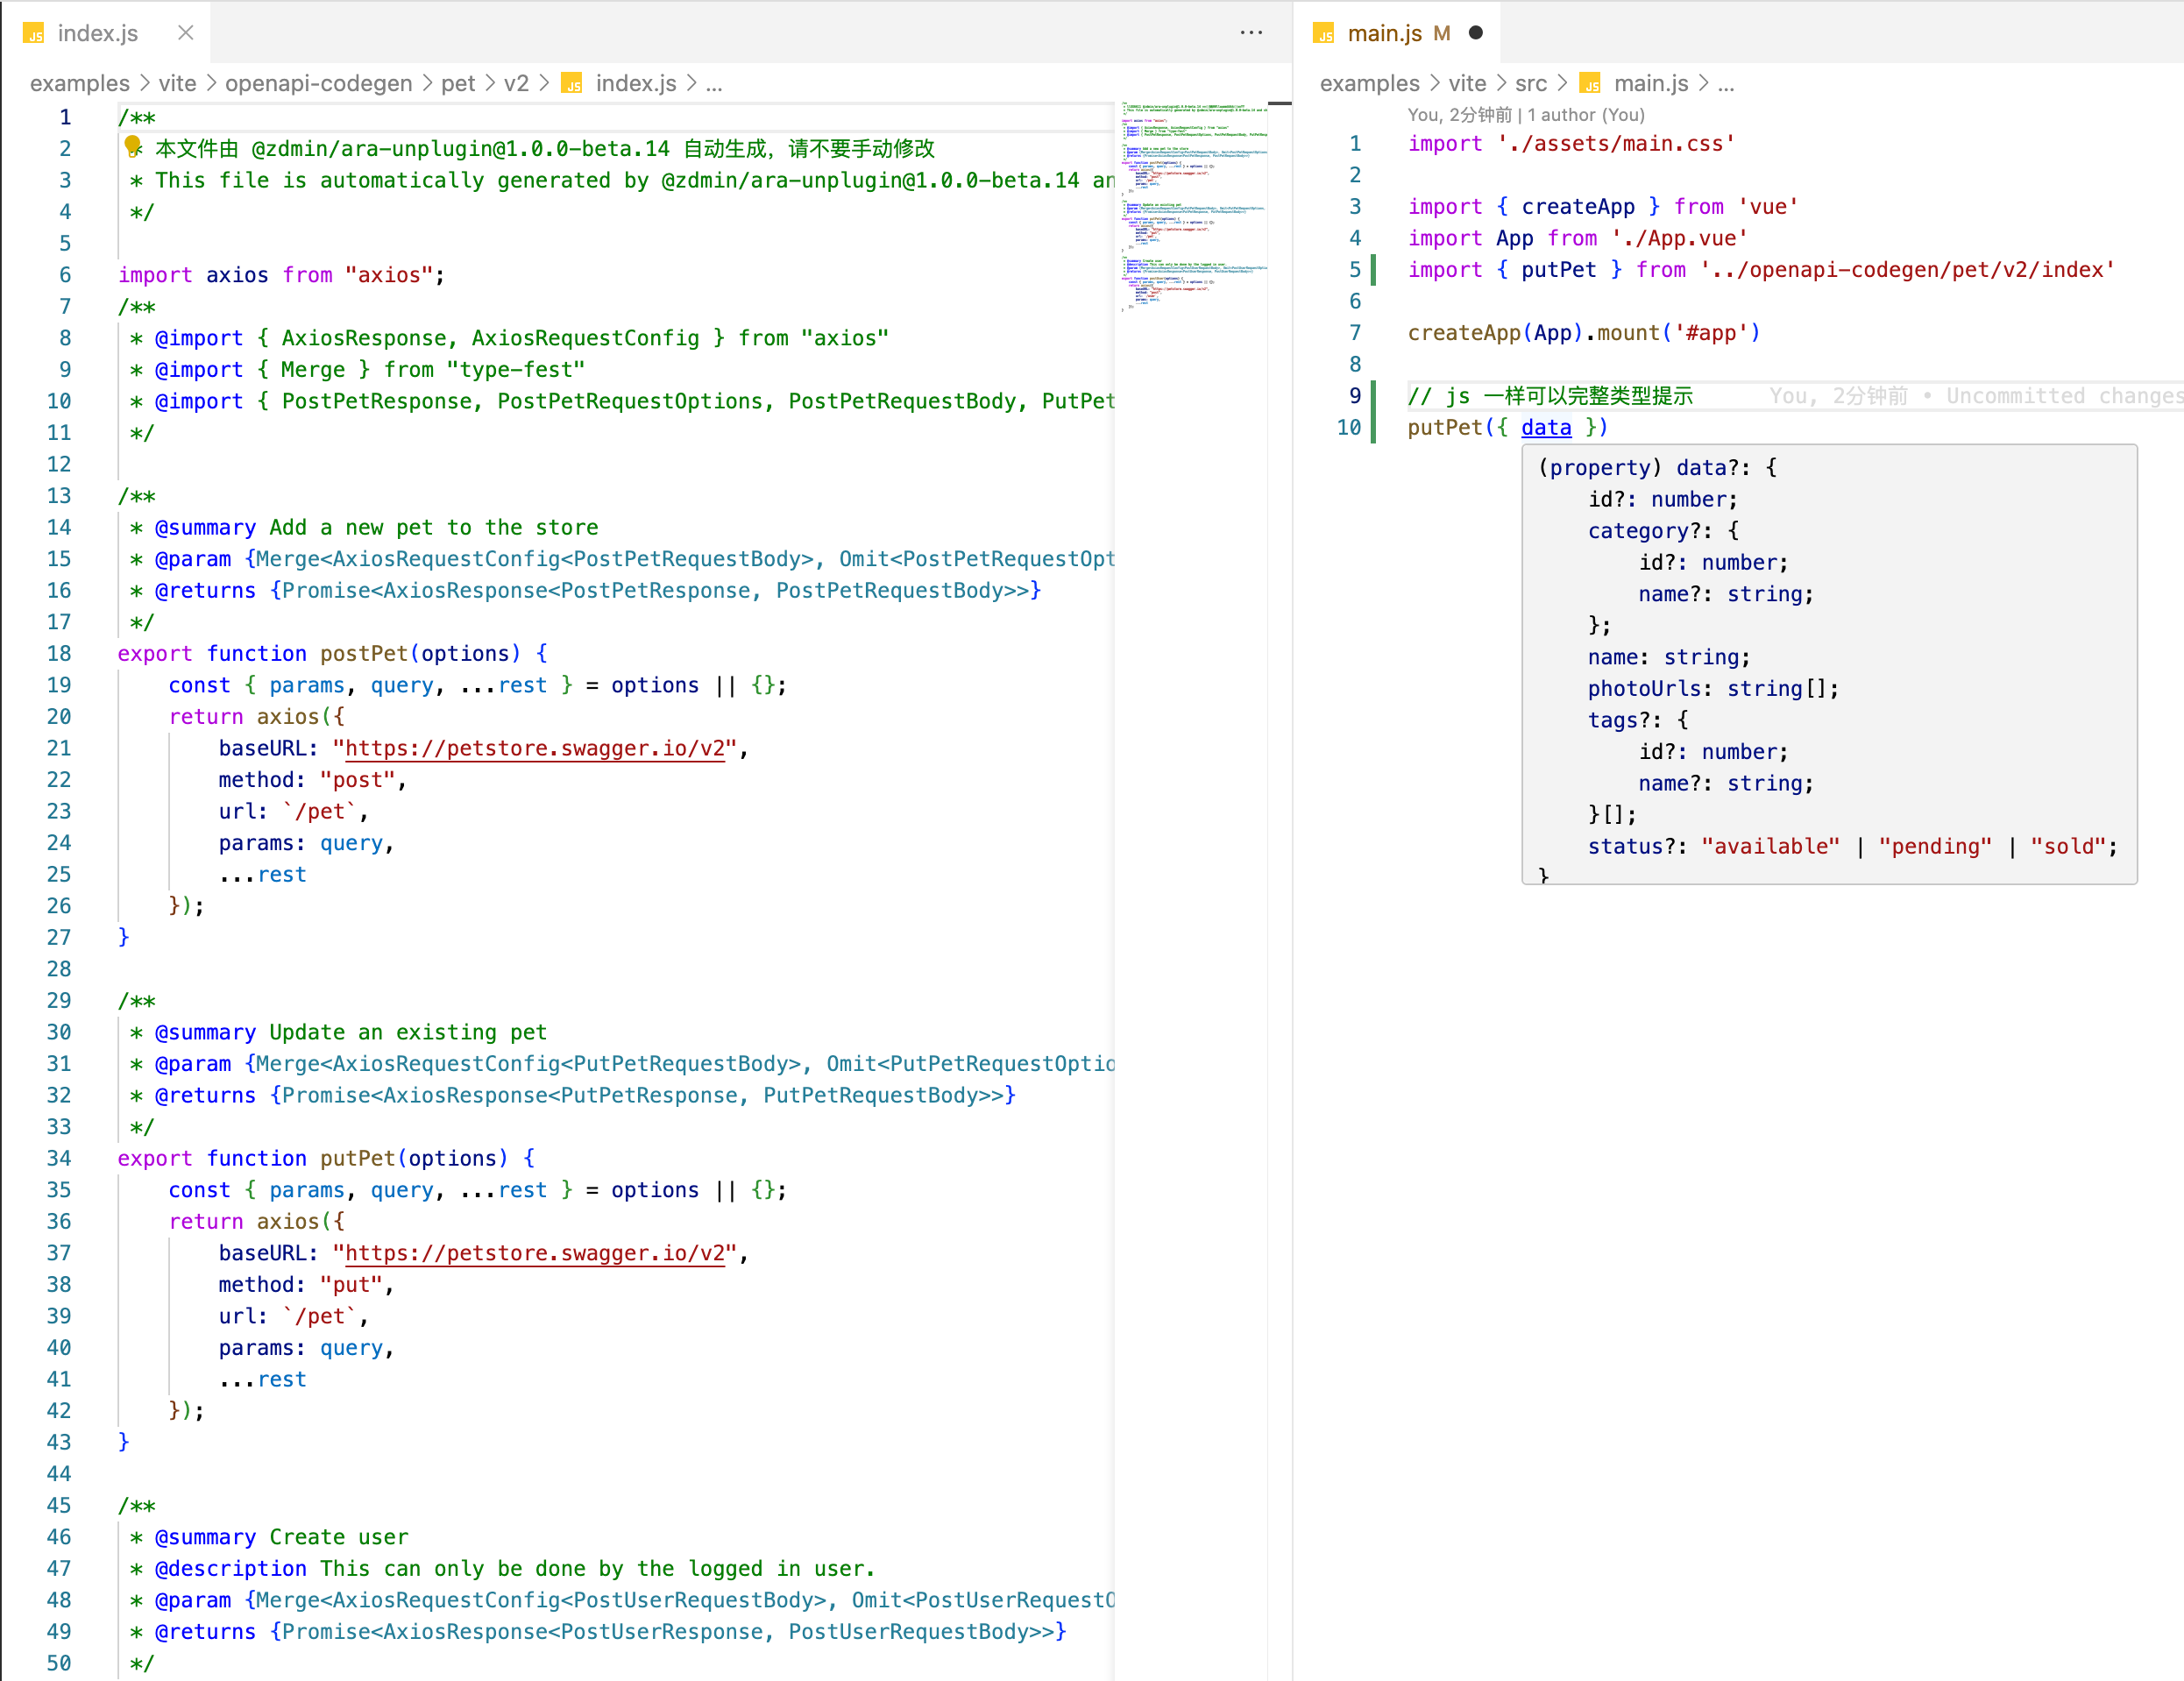 index.js
examples > vite > openapi-codegen > pet > v2 > index.js > ...
1 /**
2 * 本文件由 @zdmin/ara-unplugin@1.0.0-beta.14 自动生成，请不要手动修改
3 * This file is automatically generated by @zdmin/ara-unplugin@1.0.0-beta.14 an
4 */
5
6 import axios from "axios";
7 /**
8 * @import { AxiosResponse, AxiosRequestConfig } from "axios"
9 * @import { Merge } from "type-fest"
10 * @import { PostPetResponse, PostPetRequestOptions, PostPetRequestBody, PutPet
11 */
12
13 /**
14 * @summary Add a new pet to the store
15 * @param {Merge<AxiosRequestConfig<PostPetRequestBody>, Omit<PostPetRequestOpt
16 * @returns {Promise<AxiosResponse<PostPetResponse, PostPetRequestBody>>}
17 */
18 export function postPet(options) {
19 const { params, query, ...rest } = options || {};
20 return axios({
21 baseURL: "https://petstore.swagger.io/v2",
22 method: "post",
23 url: `/pet`,
24 params: query,
25 ...rest
26 });
27 }
28
29 /**
30 * @summary Update an existing pet
31 * @param {Merge<AxiosRequestConfig<PutPetRequestBody>, Omit<PutPetRequestOptio
32 * @returns {Promise<AxiosResponse<PutPetResponse, PutPetRequestBody>>}
33 */
34 export function putPet(options) {
35 const { params, query, ...rest } = options || {};
36 return axios({
37 baseURL: "https://petstore.swagger.io/v2",
38 method: "put",
39 url: `/pet`,
40 params: query,
41 ...rest
42 });
43 }
44
45 /**
46 * @summary Create user
47 * @description This can only be done by the logged in user.
48 * @param {Merge<AxiosRequestConfig<PostUserRequestBody>, Omit<PostUserRequestO
49 * @returns {Promise<AxiosResponse<PostUserResponse, PostUserRequestBody>>}
50 */
main.js M
examples > vite > src > main.js > ...
You, 2分钟前 | 1 author (You)
1 import './assets/main.css'
2
3 import { createApp } from 'vue'
4 import App from './App.vue'
5 import { putPet } from '../openapi-codegen/pet/v2/index'
6
7 createApp(App).mount('#app')
8
9 // js 一样可以完整类型提示 You, 2分钟前 • Uncommitted changes
10 putPet({ data })
(property) data?: {
id?: number;
category?: {
id?: number;
name?: string;
};
name: string;
photoUrls: string[];
tags?: {
id?: number;
name?: string;
}[];
status?: "available" | "pending" | "sold";
}